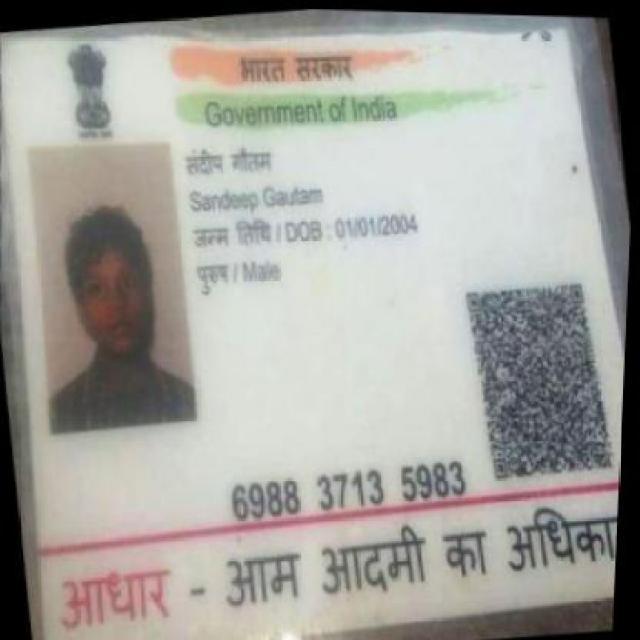 भारत सरकार
Government of India
संदीप गौतम
Sandeep Gautam
जन्म तिथि / DOB : 01/01/2004
पुरुष / Male
6988 3713 5983
आधार - आम आदमी का अधिका